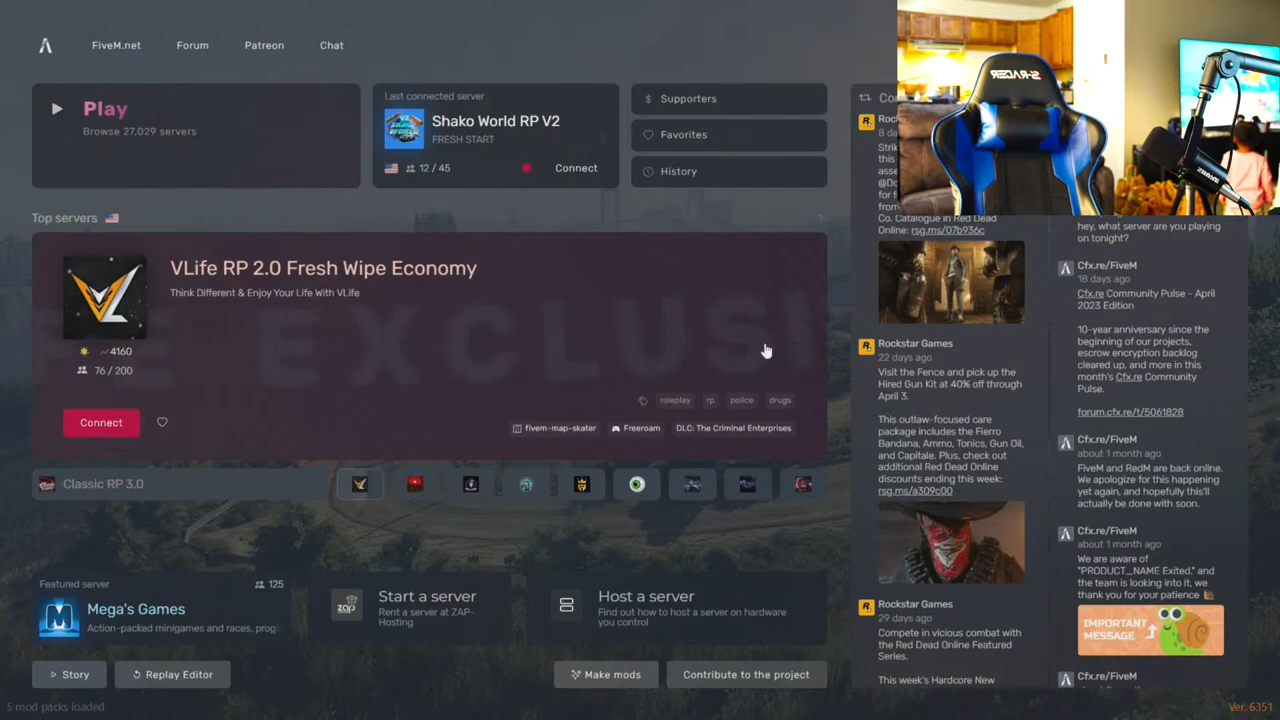 FiveM.net
Forum
Patreon
Chat
Play
Browse 27,029 servers
Last connected server
Shako World RP V2
FRESH START
12 / 45
Connect
$ Supporters
Favorites
History
Top servers
?
VLife RP 2.0 Fresh Wipe Economy
Think Different & Enjoy Your Life With VLife
4160
76 / 200
Connect
roleplay
rp
police
drugs
fivem-map-skater
Freeroam
DLC: The Criminal Enterprises
Classic RP 3.0
Featured server
125
Mega's Games
Action-packed minigames and races, prog
ZAP
Start a server
Rent a server at ZAP-
Hosting
Host a server
Find out how to host a server on hardware
you control
Story
Replay Editor
Make mods
Contribute to the project
5 mod packs loaded
Co. Catalogue in Red Dead
Online: rsg.ms/07b936c
Rockstar Games
22 days ago
Visit the Fence and pick up the
Hired Gun Kit at 40% off through
April 3.
This outlaw-focused care
package includes the Fierro
Bandana, Ammo, Tonics, Gun Oil,
and Capitale. Plus, check out
additional Red Dead Online
discounts ending this week:
rsg.ms/a309c00
Rockstar Games
29 days ago
Compete in vicious combat with
the Red Dead Online Featured
Series.
This week's Hardcore New
hey, what server are you playing
on tonight?
Cfx.re/FiveM
18 days ago
Cfx.re Community Pulse - April
2023 Edition
10-year anniversary since the
beginning of our projects,
escrow encryption backlog
cleared up, and more in this
month's Cfx.re Community
Pulse.
forum.cfx.re/t/5061828
Cfx.re/FiveM
about 1 month ago
FiveM and RedM are back online.
We apologize for this happening
yet again, and hopefully this'll
actually be done with soon.
Cfx.re/FiveM
about 1 month ago
We are aware of
"PRODUCT_NAME Exited." and
the team is looking into it, we
thank you for your patience
IMPORTANT
MESSAGE
Cfx.re/FiveM
Ver. 6351